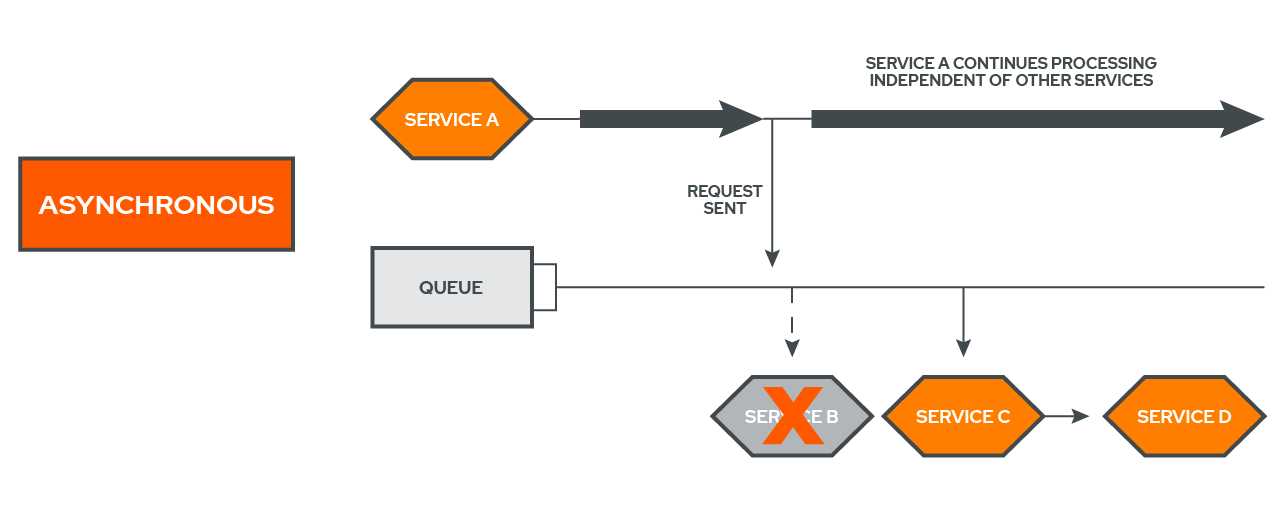 SERVICE A CONTINUES PROCESSING
INDEPENDENT OF OTHER SERVICES
SERVICE A
ASYNCHRONOUS
REQUEST
SENT
QUEUE
SERVICE B
SERVICE C
SERVICE D